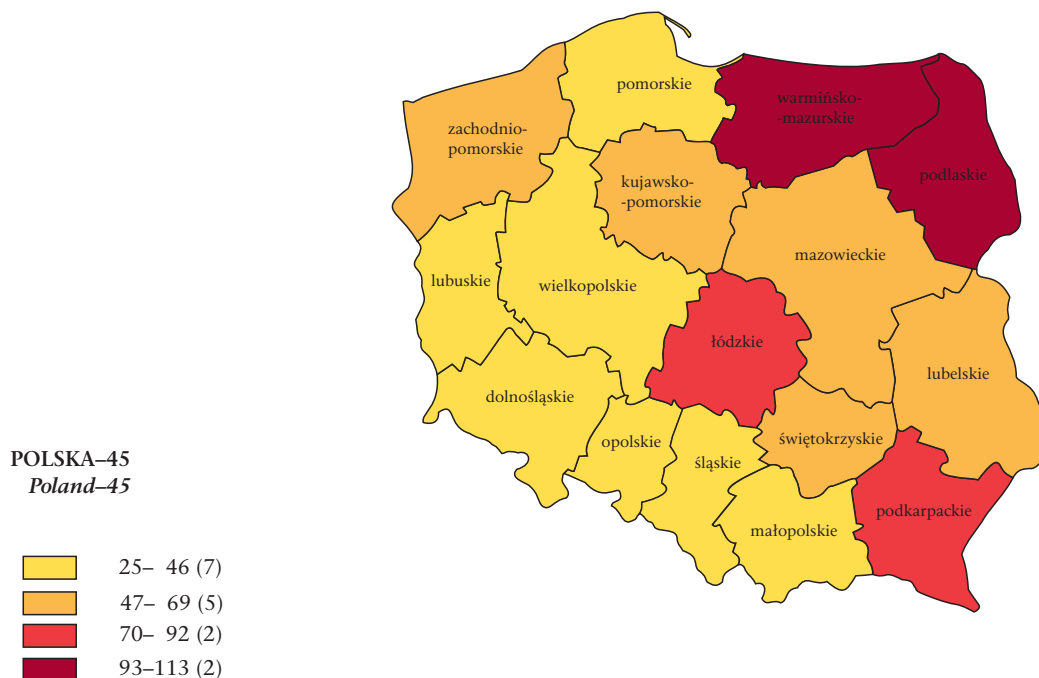 pomorskie
warmińsko-
-mazurskie
zachodnio-
pomorskie
podlaskie
kujawsko-
-pomorskie
mazowieckie
lubuskie
wielkopolskie
łódzkie
lubelskie
dolnośląskie
opolskie
świętokrzyskie
śląskie
podkarpackie
małopolskie
POLSKA–45
Poland–45
25– 46 (7)
47– 69 (5)
70– 92 (2)
93–113 (2)